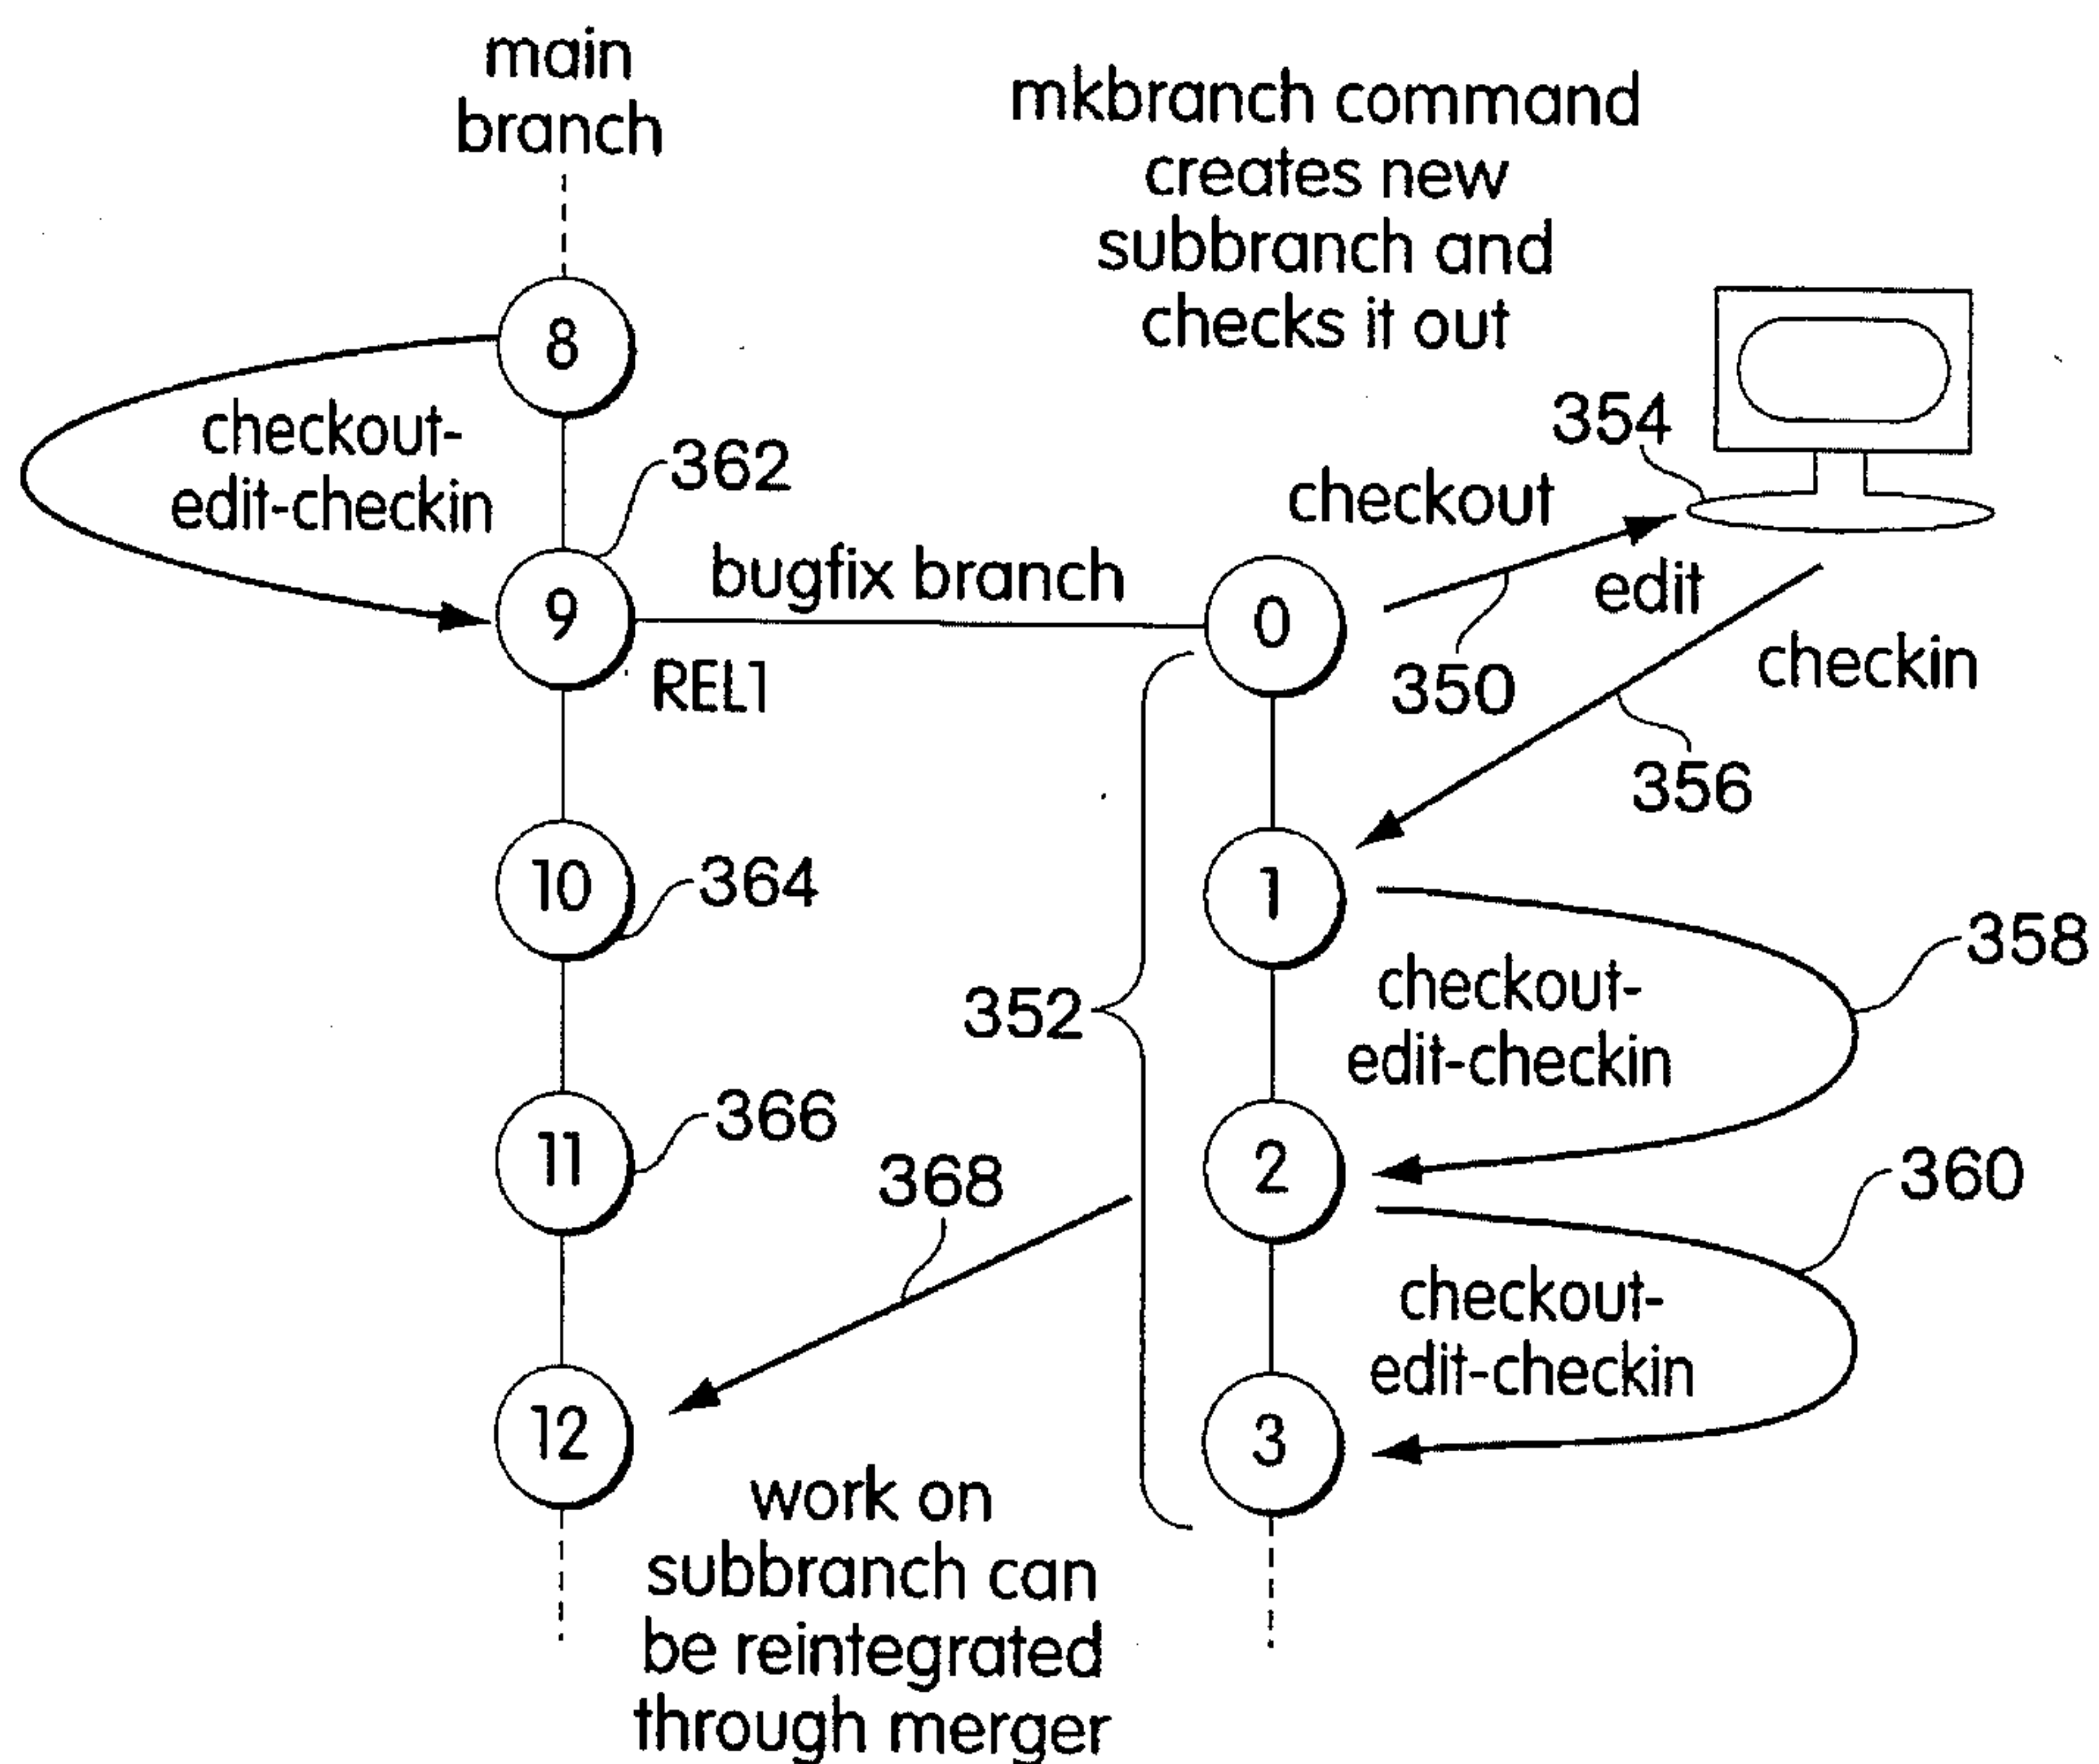 main
branch
mkbranch command
creates new
subbranch and
checks it out
8
checkout-
edit-checkin
362
354
checkout
9
bugfix branch
0
edit
REL1
350
checkin
356
10
364
1
358
352
checkout-
edit-checkin
11
366
368
2
360
checkout-
edit-checkin
12
3
work on
subbranch can
be reintegrated
through merger